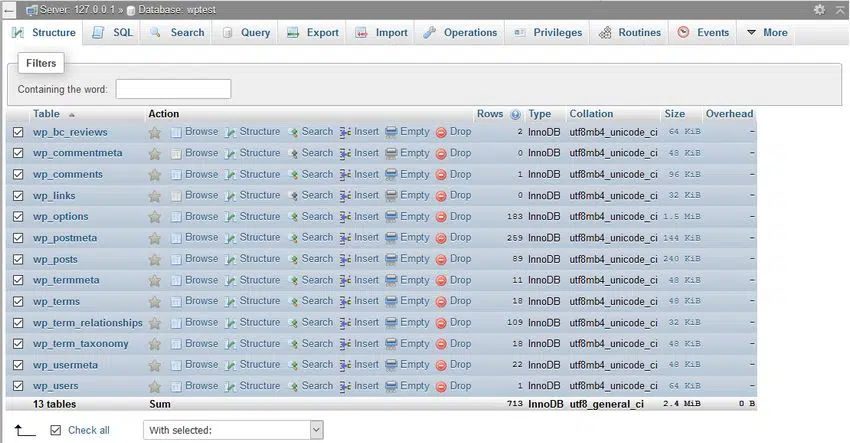 Server: 127.0.0.1 » Database: wptest
Structure SQL Search Query Export Import Operations Privileges Routines Events More
Filters
Containing the word:
Table Action Rows Type Collation Size Overhead
wp_bc_reviews Browse Structure Search Insert Empty Drop 2 InnoDB utf8mb4_unicode_ci 64 KiB -
wp_commentmeta Browse Structure Search Insert Empty Drop 0 InnoDB utf8mb4_unicode_ci 48 KiB -
wp_comments Browse Structure Search Insert Empty Drop 1 InnoDB utf8mb4_unicode_ci 96 KiB -
wp_links Browse Structure Search Insert Empty Drop 0 InnoDB utf8mb4_unicode_ci 32 KiB -
wp_options Browse Structure Search Insert Empty Drop 183 InnoDB utf8mb4_unicode_ci 1.5 MiB -
wp_postmeta Browse Structure Search Insert Empty Drop 259 InnoDB utf8mb4_unicode_ci 144 KiB -
wp_posts Browse Structure Search Insert Empty Drop 89 InnoDB utf8mb4_unicode_ci 240 KiB -
wp_termmeta Browse Structure Search Insert Empty Drop 11 InnoDB utf8mb4_unicode_ci 48 KiB -
wp_terms Browse Structure Search Insert Empty Drop 18 InnoDB utf8mb4_unicode_ci 48 KiB -
wp_term_relationships Browse Structure Search Insert Empty Drop 109 InnoDB utf8mb4_unicode_ci 32 KiB -
wp_term_taxonomy Browse Structure Search Insert Empty Drop 18 InnoDB utf8mb4_unicode_ci 48 KiB -
wp_usermeta Browse Structure Search Insert Empty Drop 22 InnoDB utf8mb4_unicode_ci 48 KiB -
wp_users Browse Structure Search Insert Empty Drop 1 InnoDB utf8mb4_unicode_ci 64 KiB -
13 tables Sum 713 InnoDB utf8_general_ci 2.4 MiB 0 B
Check all With selected: